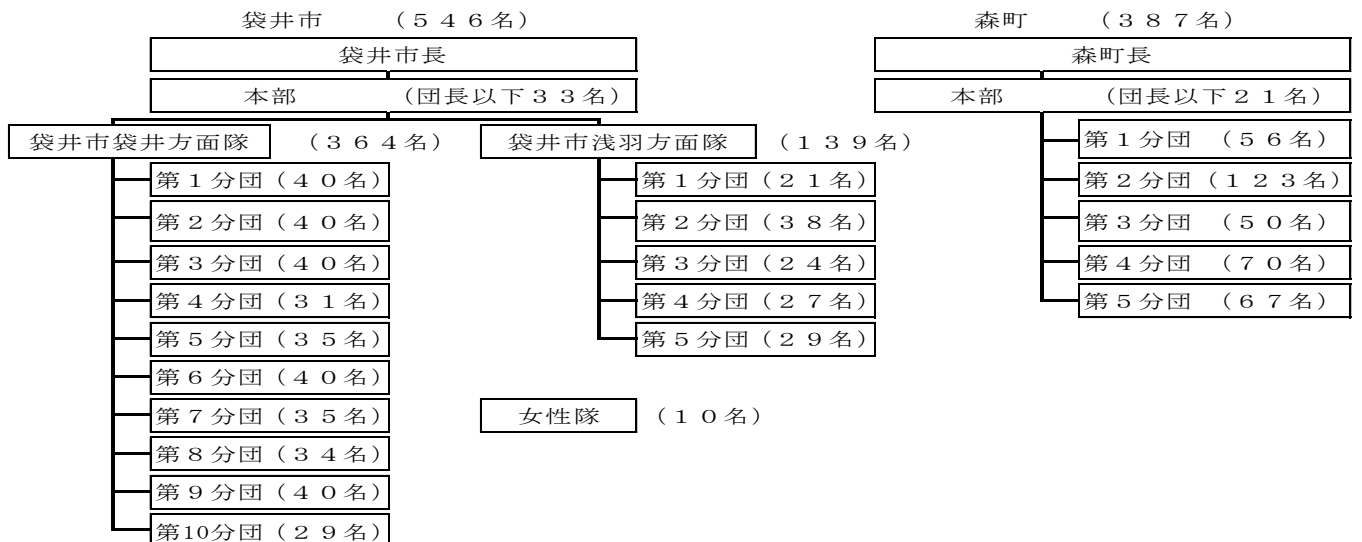 袋井市　（５４６名）　森町　（３８７名）
袋井市長　森町長
本部　（団長以下３３名）　本部　（団長以下２１名）
袋井市袋井方面隊　（３６４名）　袋井市浅羽方面隊　（１３９名）　第１分団　（５６名）
第１分団（４０名）　第１分団（２１名）　第２分団（１２３名）
第２分団（４０名）　第２分団（３８名）　第３分団　（５０名）
第３分団（４０名）　第３分団（２４名）　第４分団　（７０名）
第４分団（３１名）　第４分団（２７名）　第５分団　（６７名）
第５分団（３５名）　第５分団（２９名）
第６分団（４０名）
第７分団（３５名）　女性隊　（１０名）
第８分団（３４名）
第９分団（４０名）
第10分団（２９名）